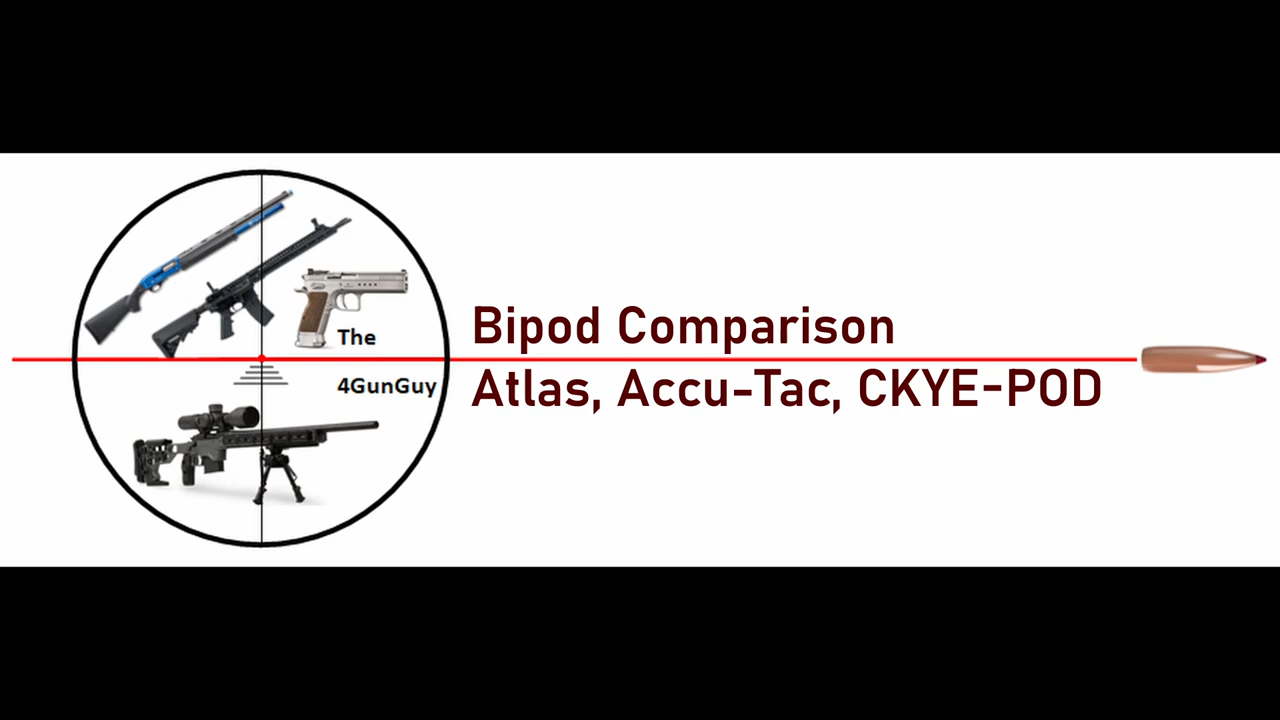 The
4GunGuy
Bipod Comparison
Atlas, Accu-Tac, CKYE-POD